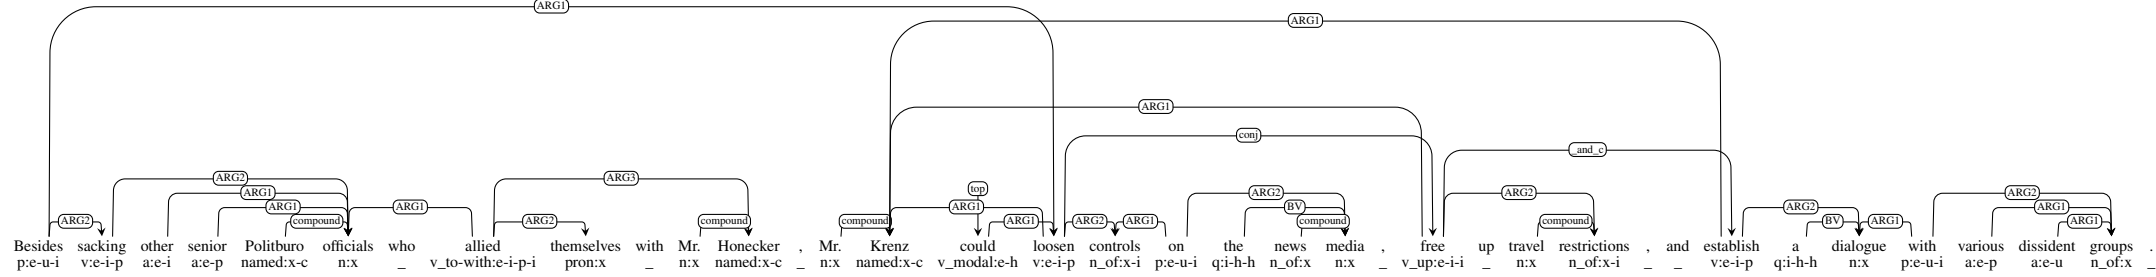 ARG1
ARG1
ARG1
conj
_and_c
ARG2 ARG3
top
ARG1 ARG2 ARG2 ARG2
ARG1 ARG1 ARG1 BV ARG2 ARG1
ARG2 compound ARG2 compound compound ARG1 ARG2 ARG1 compound compound BV ARG1 ARG1
Besides sacking other senior Politburo officials who allied themselves with Mr. Honecker , Mr. Krenz could loosen controls on the news media , free up travel restrictions , and establish a dialogue with various dissident groups .
p:e-u-i v:e-i-p a:e-i a:e-p named:x-c n:x _ v_to-with:e-i-p-i pron:x _ n:x named:x-c _ n:x named:x-c v_modal:e-h v:e-i-p n_of:x-i p:e-u-i q:i-h-h n_of:x n:x _ v_up:e-i-i _ n:x n_of:x-i _ _ v:e-i-p q:i-h-h n:x p:e-u-i a:e-p a:e-u n_of:x _